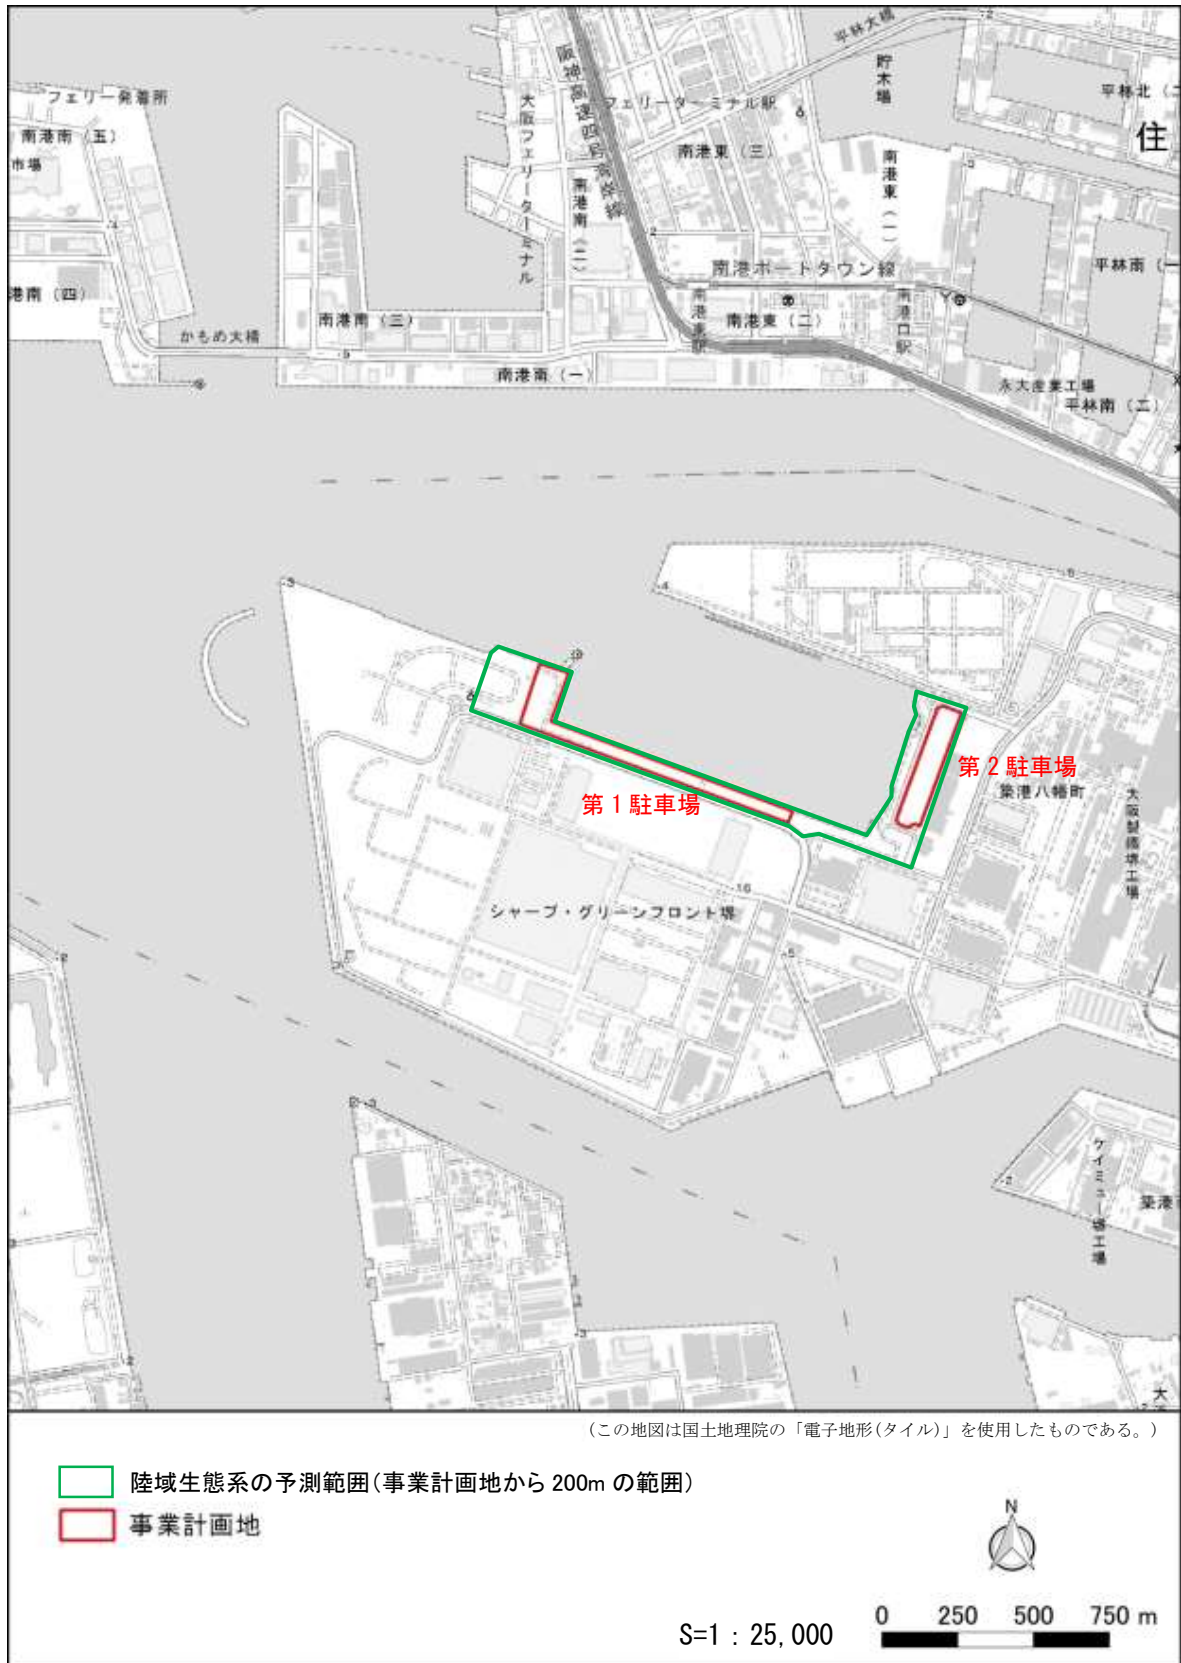 フェリー発着所
南港南（五）
市場
港南（四）
かもめ大橋
大阪フェリーターミナル
南港南（二）
阪神高速四号湾岸線
フェリーターミナル駅
平林大橋
貯木場
平林北（二
住
南港東（三）
南港東（一）
南港ポートタウン線
平林南（一
南港南（三）
南港東駅
南港東（二）
南港口駅
南港南（一）
永大産業工場
平林南（二）
第1駐車場
第2駐車場
築港八幡町
大阪製鐵堺工場
シャープ・グリーンフロント堺
ケイミュー堺工場
築港
大
（この地図は国土地理院の「電子地形(タイル)」を使用したものである。）
陸域生態系の予測範囲(事業計画地から200mの範囲)
事業計画地
N
0 250 500 750 m
S=1：25,000